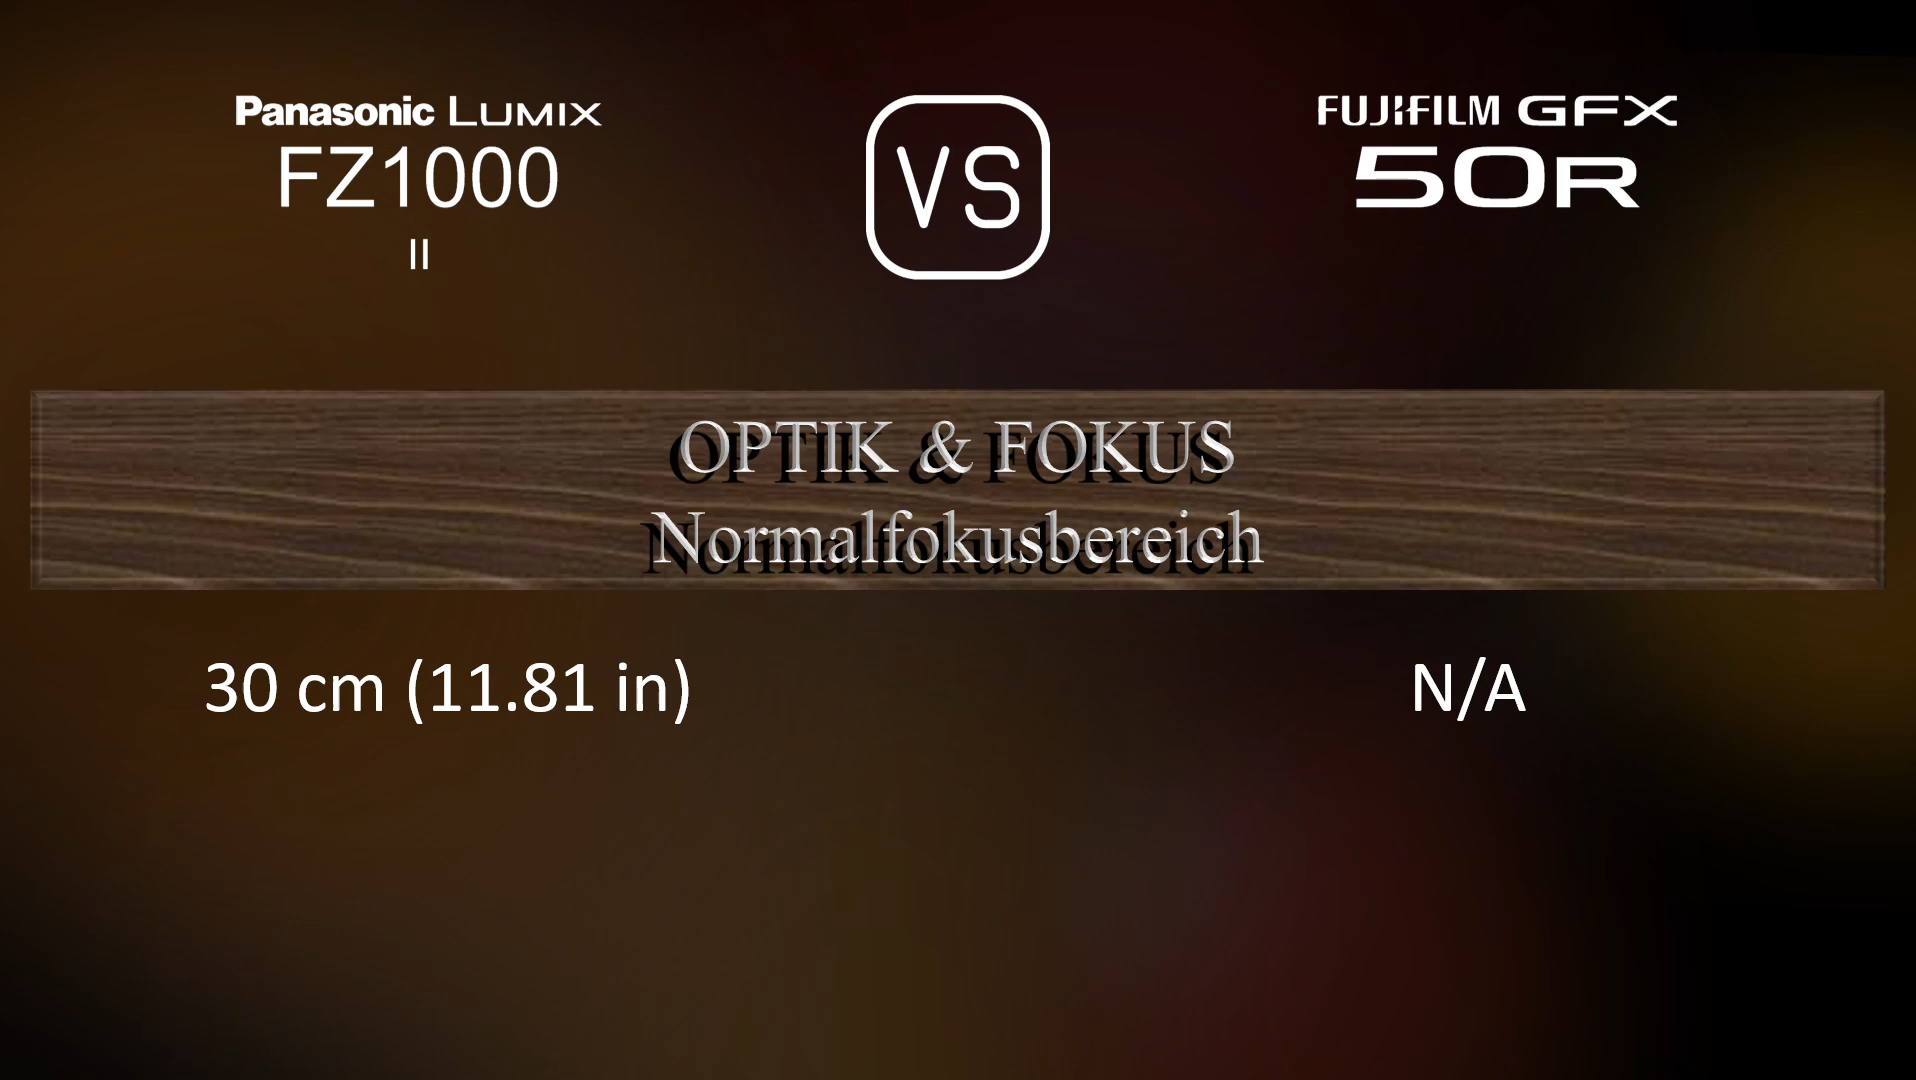 Panasonic LUMIX
FZ1000
II
VS
FUJIFILM GFX
50R
OPTIK & FOKUS
Normalfokusbereich
30 cm (11.81 in)
N/A